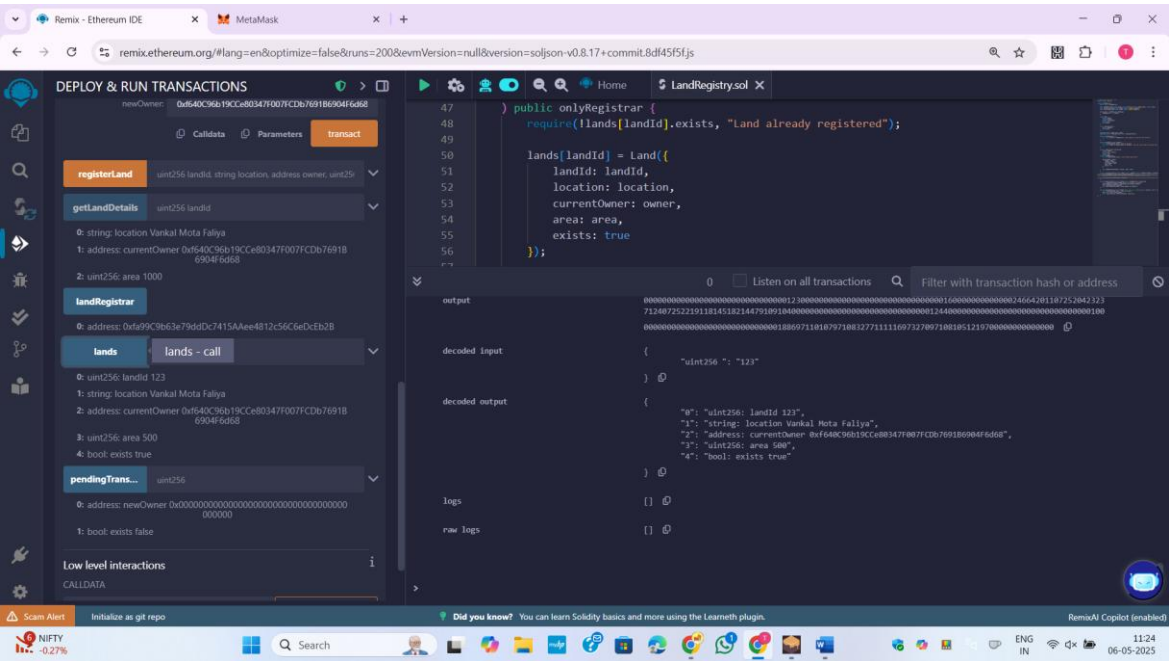 Remix - Ethereum IDE
MetaMask
remix.ethereum.org/#lang=en&optimize=false&runs=200&evmVersion=null&version=soljson-v0.8.17+commit.8df45f5f.js
DEPLOY & RUN TRANSACTIONS
newOwner: 0xf640C96b19CCe80347F007FCDb7691B6904F6d68
Calldata Parameters transact
registerLand uint256 landId, string location, address owner, uint25
getLandDetails uint256 landId
0: string: location Vankal Mota Faliya
1: address: currentOwner 0xf640C96b19CCe80347F007FCDb7691B
6904F6d68
2: uint256: area 1000
landRegistrar
0: address: 0xfa99C9b63e79ddDc7415AAee4812c56C6eDcEb2B
lands lands - call
0: uint256: landId 123
1: string: location Vankal Mota Faliya
2: address: currentOwner 0xf640C96b19CCe80347F007FCDb7691B
6904F6d68
3: uint256: area 500
4: bool: exists true
pendingTrans... uint256
0: address: newOwner 0x0000000000000000000000000000000000
000000
1: bool: exists false
Low level interactions i
CALLDATA
Home LandRegistry.sol
47 ) public onlyRegistrar {
48 require(!lands[landId].exists, "Land already registered");
49
50 lands[landId] = Land({
51 landId: landId,
52 location: location,
53 currentOwner: owner,
54 area: area,
55 exists: true
56 });
0 Listen on all transactions Filter with transaction hash or address
output
decoded input {
"uint256 ": "123"
}
decoded output {
"0": "uint256: landId 123",
"1": "string: location Vankal Mota Faliya",
"2": "address: currentOwner 0xf640C96b19CCe80347F007FCDb7691B6904F6d68",
"3": "uint256: area 500",
"4": "bool: exists true"
}
logs []
raw logs []
>
Scam Alert Initialize as git repo Did you know? You can learn Solidity basics and more using the Learneth plugin. RemixAI Copilot (enabled)
NIFTY
-0.27%
Search
ENG
IN
11:24
06-05-2025